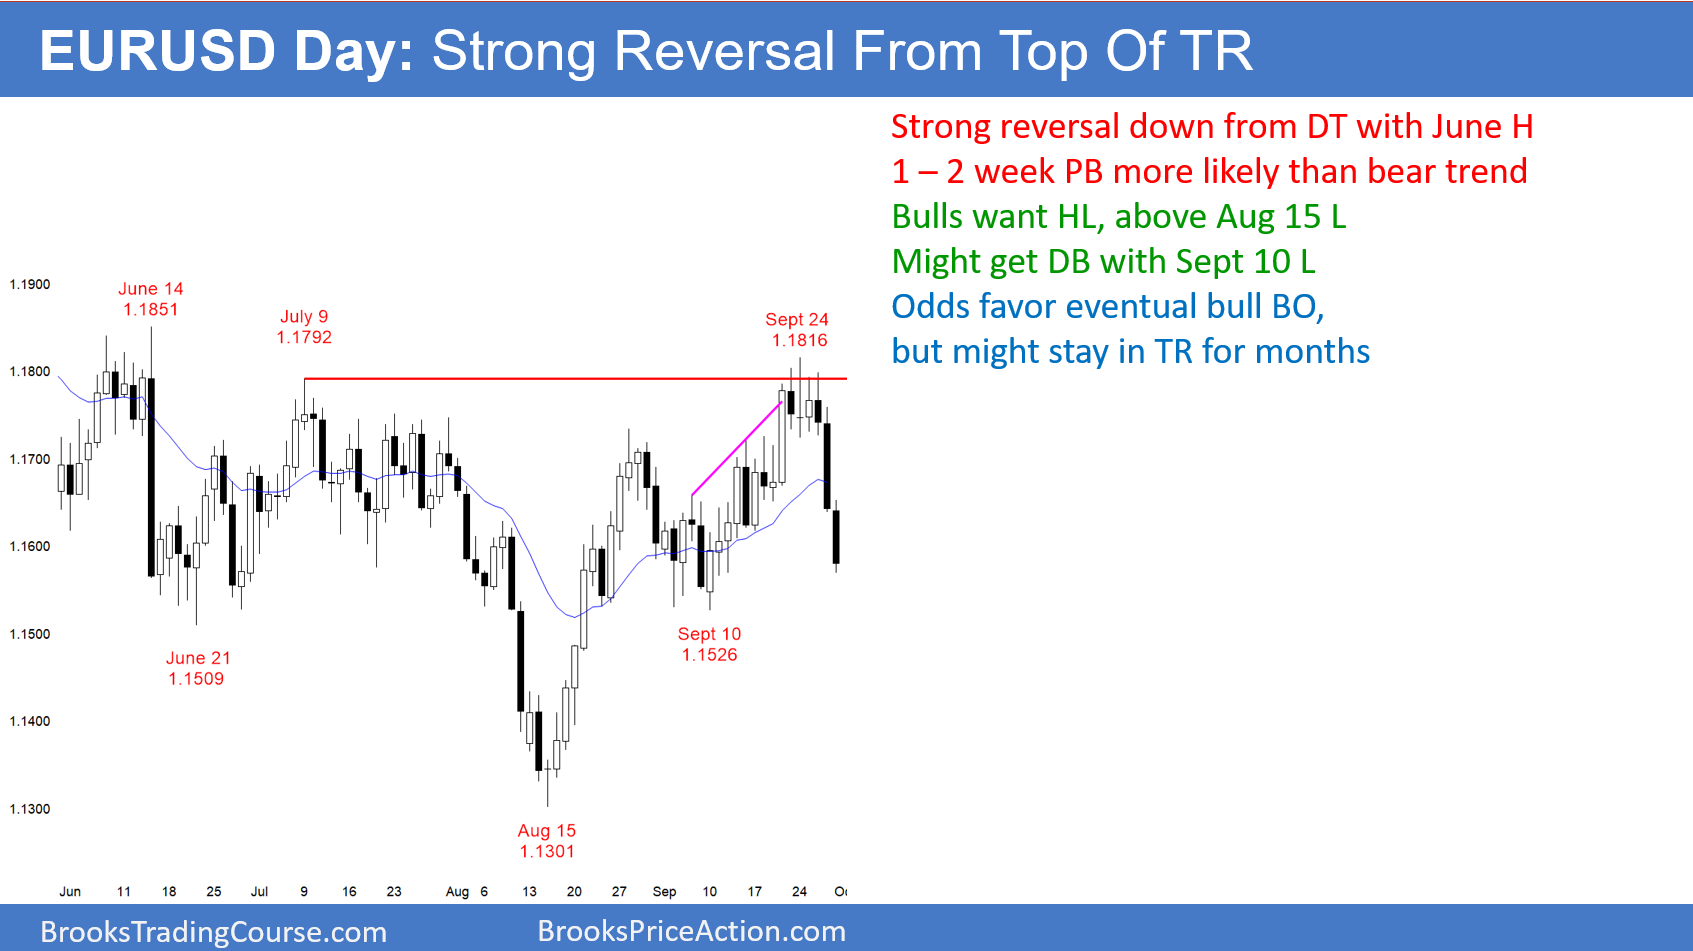 EURUSD Day: Strong Reversal From Top Of TR
Strong reversal down from DT with June H
1 – 2 week PB more likely than bear trend
Bulls want HL, above Aug 15 L
Might get DB with Sept 10 L
Odds favor eventual bull BO,
but might stay in TR for months
1.1900
1.1800
1.1700
1.1600
1.1500
1.1400
1.1300
June 14
1.1851
July 9
1.1792
Sept 24
1.1816
June 21
1.1509
Sept 10
1.1526
Aug 15
1.1301
Jun 11 18 25 Jul 9 16 23 Aug 6 13 20 27 Sep 10 17 24
BrooksTradingCourse.com
BrooksPriceAction.com